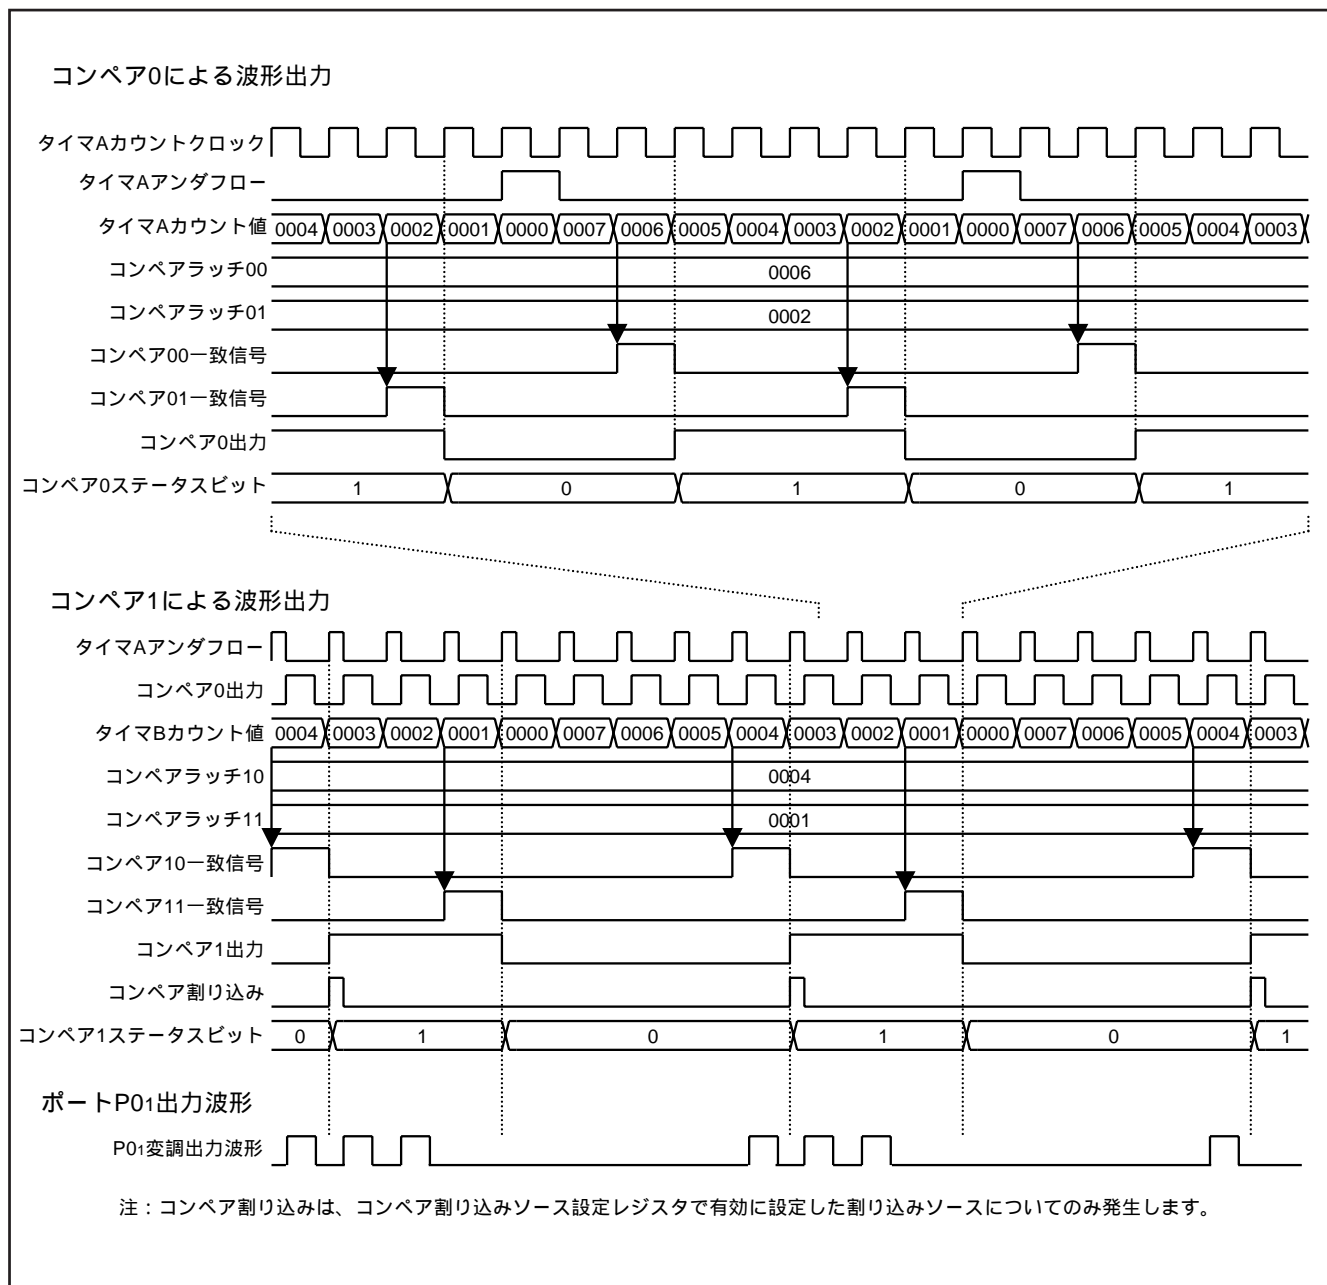 コンペア0による波形出力
タイマAカウントクロック
タイマAアンダフロー
タイマAカウント値 0004 0003 0002 0001 0000 0007 0006 0005 0004 0003 0002 0001 0000 0007 0006 0005 0004 0003
コンペアラッチ00 0006
コンペアラッチ01 0002
コンペア00一致信号
コンペア01一致信号
コンペア0出力
コンペア0ステータスビット 1 0 1 0 1
コンペア1による波形出力
タイマAアンダフロー
コンペア0出力
タイマBカウント値 0004 0003 0002 0001 0000 0007 0006 0005 0004 0003 0002 0001 0000 0007 0006 0005 0004 0003
コンペアラッチ10 0004
コンペアラッチ11 0001
コンペア10一致信号
コンペア11一致信号
コンペア1出力
コンペア割り込み
コンペア1ステータスビット 0 1 0 1 0 1
ポートP01出力波形
P01変調出力波形
注：コンペア割り込みは、コンペア割り込みソース設定レジスタで有効に設定した割り込みソースについてのみ発生します。